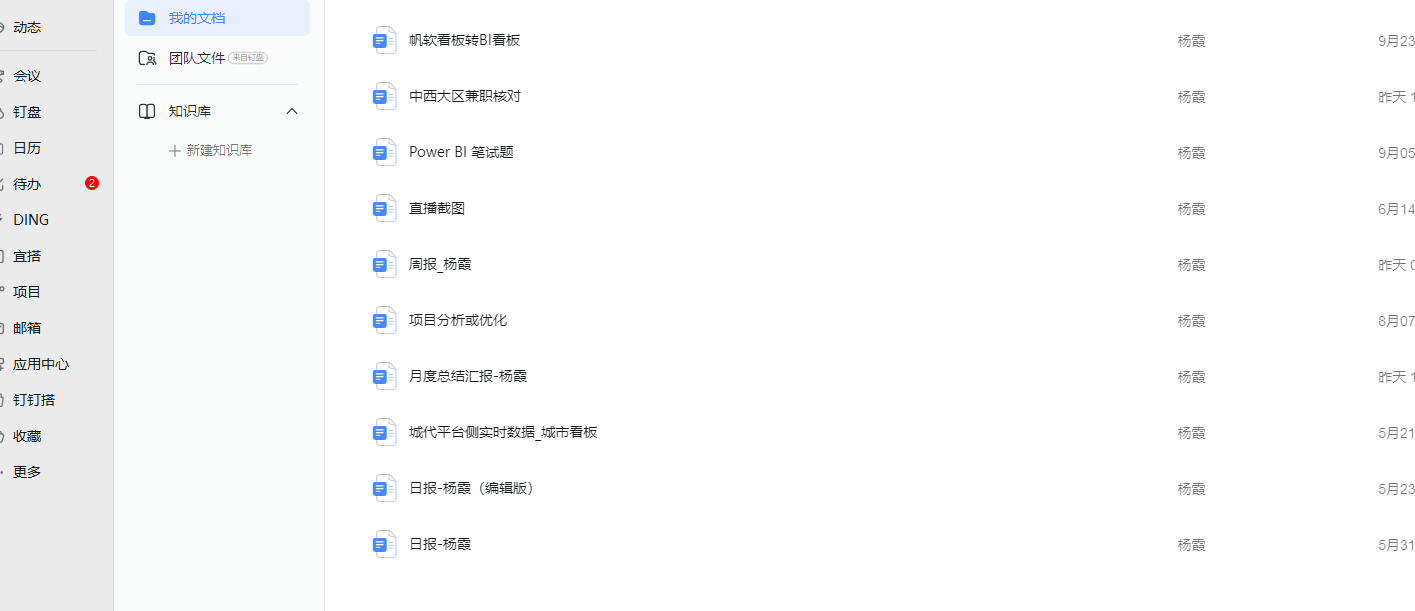 动态
会议
钉盘
日历
待办 2
DING
宜搭
项目
邮箱
应用中心
钉钉搭
收藏
更多
我的文档
团队文件 来自钉盘
知识库
新建知识库
帆软看板转BI看板 杨霞 9月23
中西大区兼职核对 杨霞 昨天 1
Power BI 笔试题 杨霞 9月05
直播截图 杨霞 6月14
周报_杨霞 杨霞 昨天 0
项目分析或优化 杨霞 8月07
月度总结汇报-杨霞 杨霞 昨天 1
城代平台侧实时数据_城市看板 杨霞 5月21
日报-杨霞（编辑版） 杨霞 5月23
日报-杨霞 杨霞 5月31